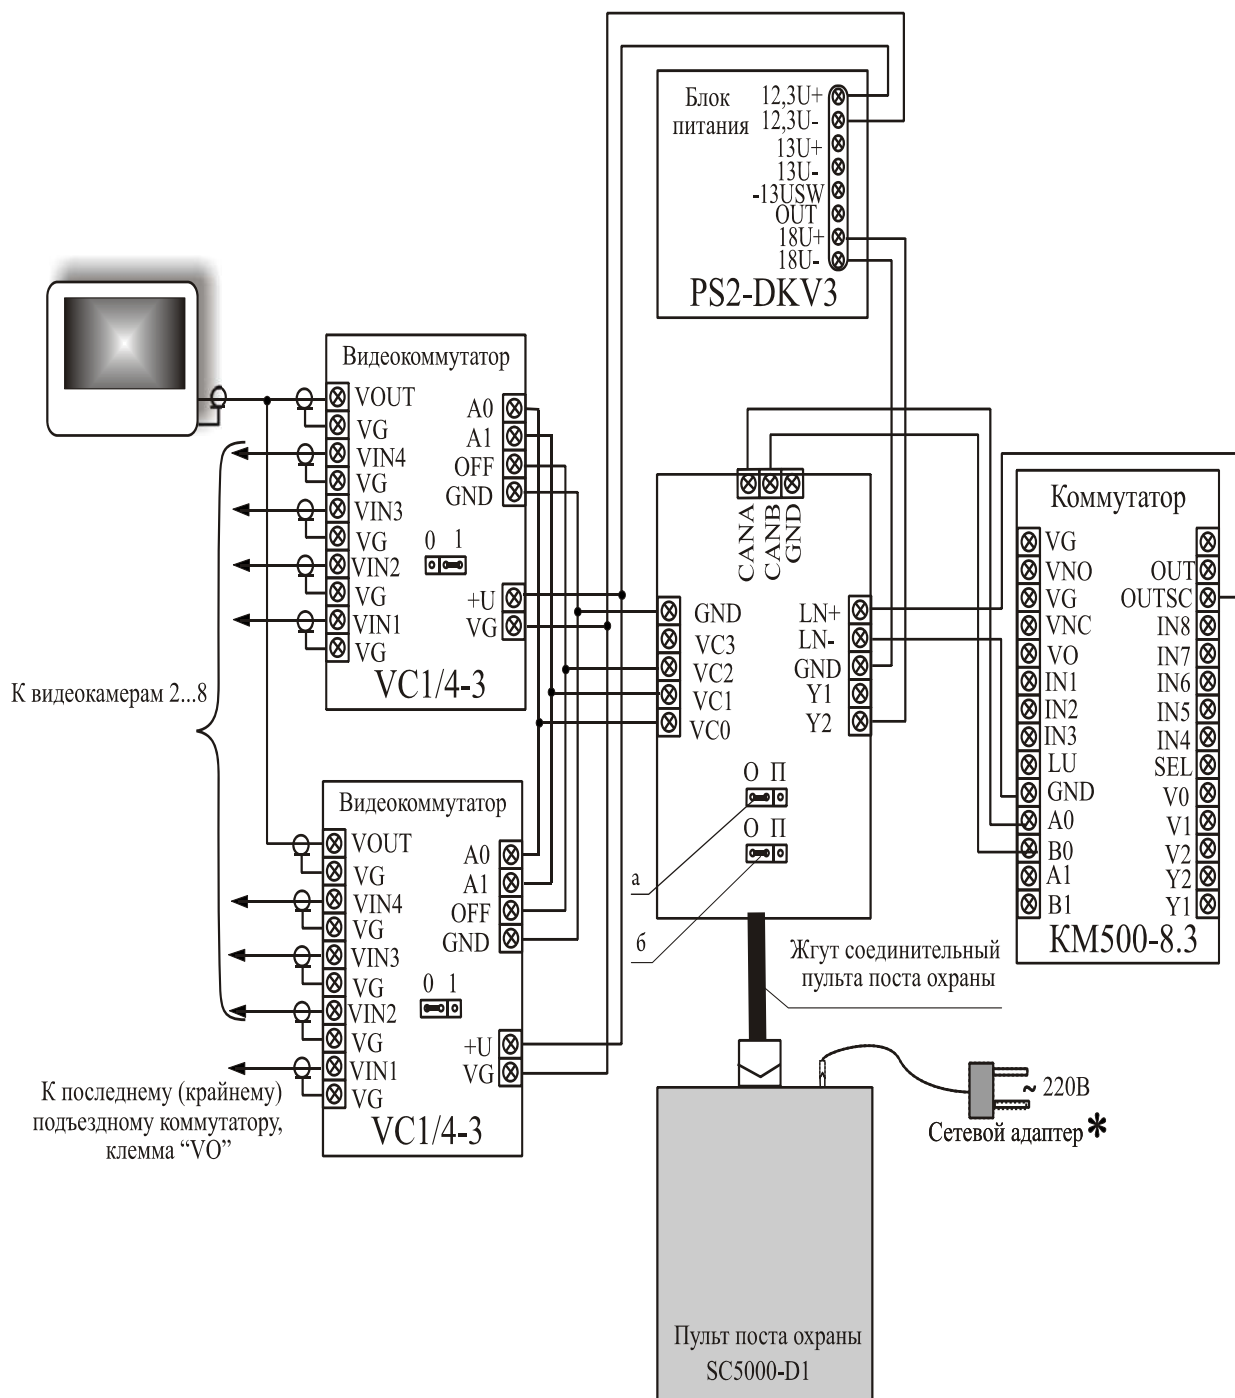 Блок
питания
12,3U+
12,3U-
13U+
13U-
-13USW
OUT
18U+
18U-
PS2-DKV3
Видеокоммутатор
VOUT
VG
VIN4
VG
VIN3
VG
VIN2
VG
VIN1
VG
A0
A1
OFF
GND
0 1
+U
VG
VC1/4-3
К видеокамерам 2...8
Видеокоммутатор
VOUT
VG
VIN4
VG
VIN3
VG
VIN2
VG
VIN1
VG
A0
A1
OFF
GND
0 1
+U
VG
VC1/4-3
К последнему (крайнему)
подъездному коммутатору,
клемма “VO”
CANA
CANB
GND
GND
VC3
VC2
VC1
VC0
LN+
LN-
GND
Y1
Y2
О П
О П
а
б
Коммутатор
VG
VNO
VG
VNC
VO
IN1
IN2
IN3
LU
GND
A0
B0
A1
B1
OUT
OUTSC
IN8
IN7
IN6
IN5
IN4
SEL
V0
V1
V2
Y2
Y1
KM500-8.3
Жгут соединительный
пульта поста охраны
~ 220В
Сетевой адаптер *
Пульт поста охраны
SC5000-D1